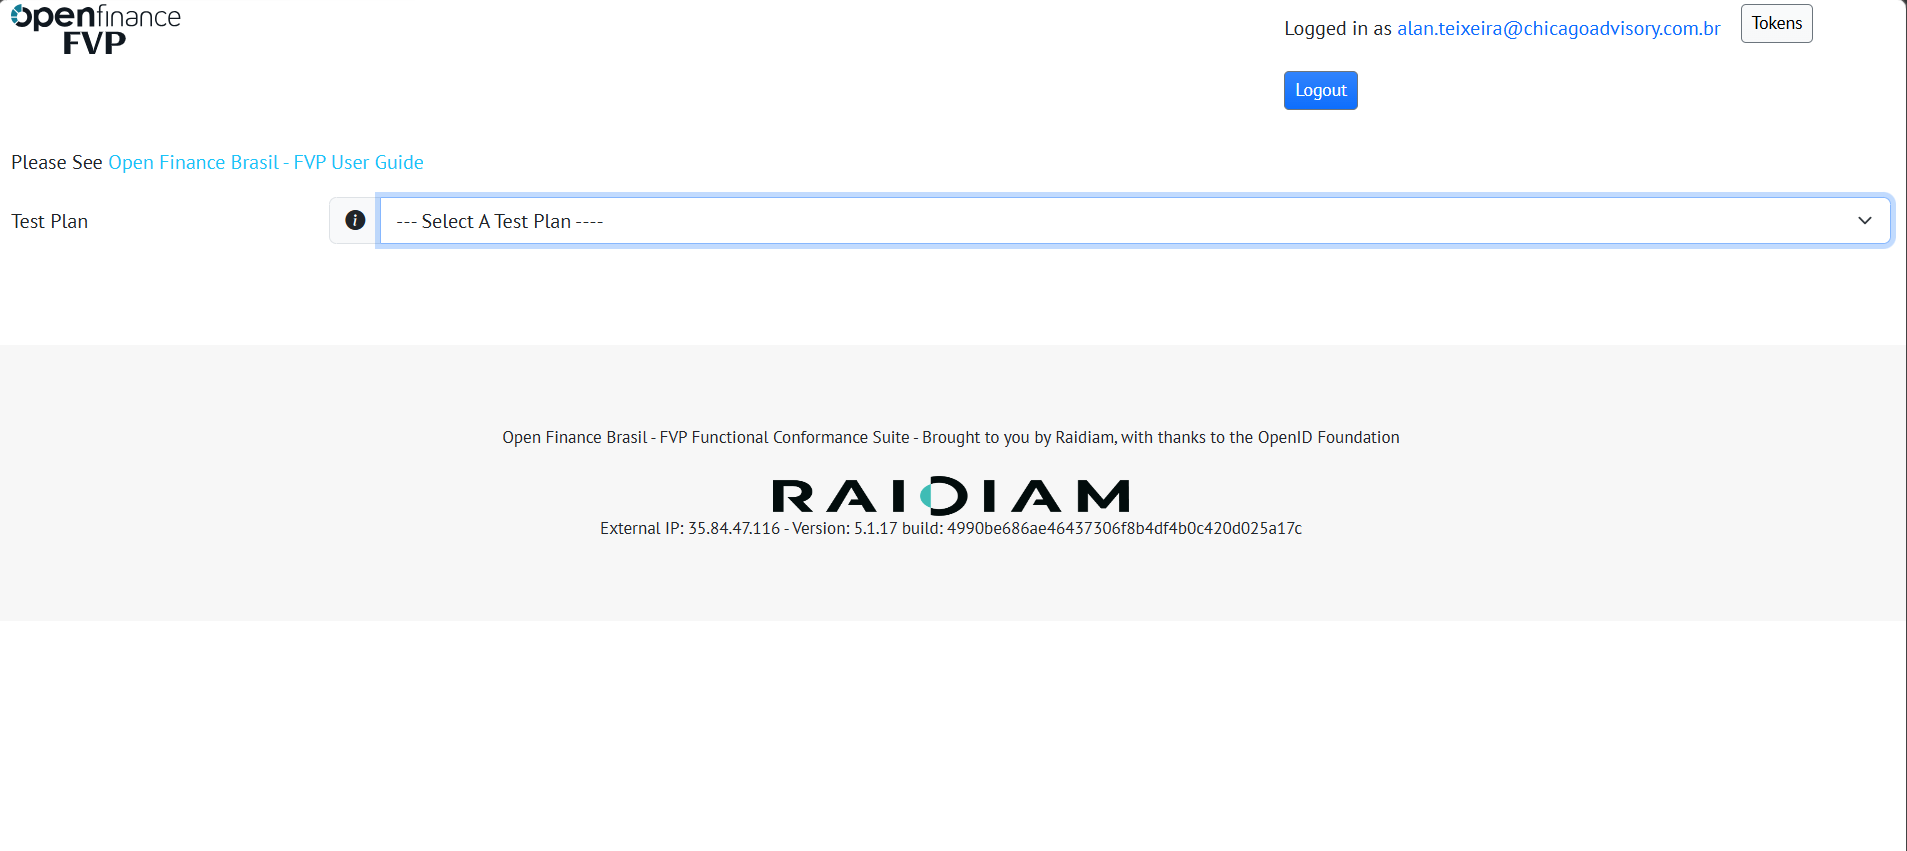 openfinance
FVP
Logged in as alan.teixeira@chicagoadvisory.com.br
Tokens
Logout
Please See Open Finance Brasil - FVP User Guide
Test Plan
--- Select A Test Plan ----
Open Finance Brasil - FVP Functional Conformance Suite - Brought to you by Raidiam, with thanks to the OpenID Foundation
RAIDIAM
External IP: 35.84.47.116 - Version: 5.1.17 build: 4990be686ae46437306f8b4df4b0c420d025a17c